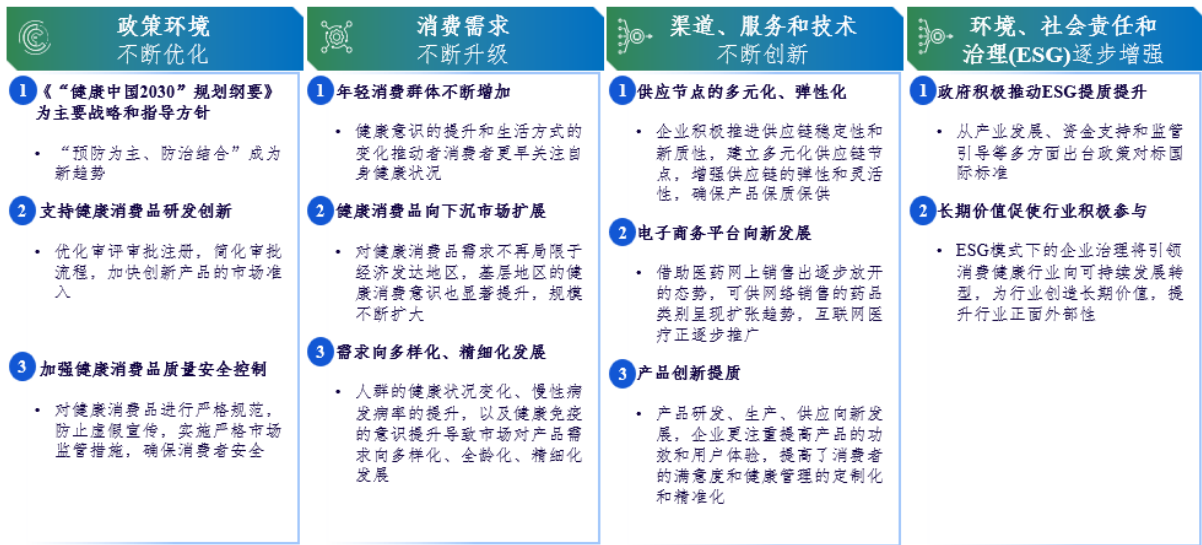 政策环境
不断优化
1 《“健康中国2030”规划纲要》
为主要战略和指导方针
• “预防为主、防治结合”成为
新趋势
2 支持健康消费品研发创新
• 优化审评审批注册，简化审批
流程，加快创新产品的市场准
入
3 加强健康消费品质量安全控制
• 对健康消费品进行严格规范，
防止虚假宣传，实施严格市场
监管措施，确保消费者安全
消费需求
不断升级
1 年轻消费群体不断增加
• 健康意识的提升和生活方式的
变化推动者消费者更早关注自
身健康状况
2 健康消费品向下沉市场扩展
• 对健康消费品需求不再局限于
经济发达地区，基层地区的健
康消费意识也显著提升，规模
不断扩大
3 需求向多样化、精细化发展
• 人群的健康状况变化、慢性病
发病率的提升，以及健康免疫
的意识提升导致市场对产品需
求向多样化、全龄化、精细化
发展
渠道、服务和技术
不断创新
1 供应节点的多元化、弹性化
• 企业积极推进供应链稳定性和
新质性，建立多元化供应链节
点，增强供应链的弹性和灵活
性，确保产品保质保供
2 电子商务平台向新发展
• 借助医药网上销售出逐步放开
的态势，可供网络销售的药品
类别呈现扩张趋势，互联网医
疗正逐步推广
3 产品创新提质
• 产品研发、生产、供应向新发
展，企业更注重提高产品的功
效和用户体验，提高了消费者
的满意度和健康管理的定制化
和精准化
环境、社会责任和
治理(ESG)逐步增强
1 政府积极推动ESG提质提升
• 从产业发展、资金支持和监管
引导等多方面出台政策对标国
际标准
2 长期价值促使行业积极参与
• ESG模式下的企业治理将引领
消费健康行业向可持续发展转
型，为行业创造长期价值，提
升行业正面外部性